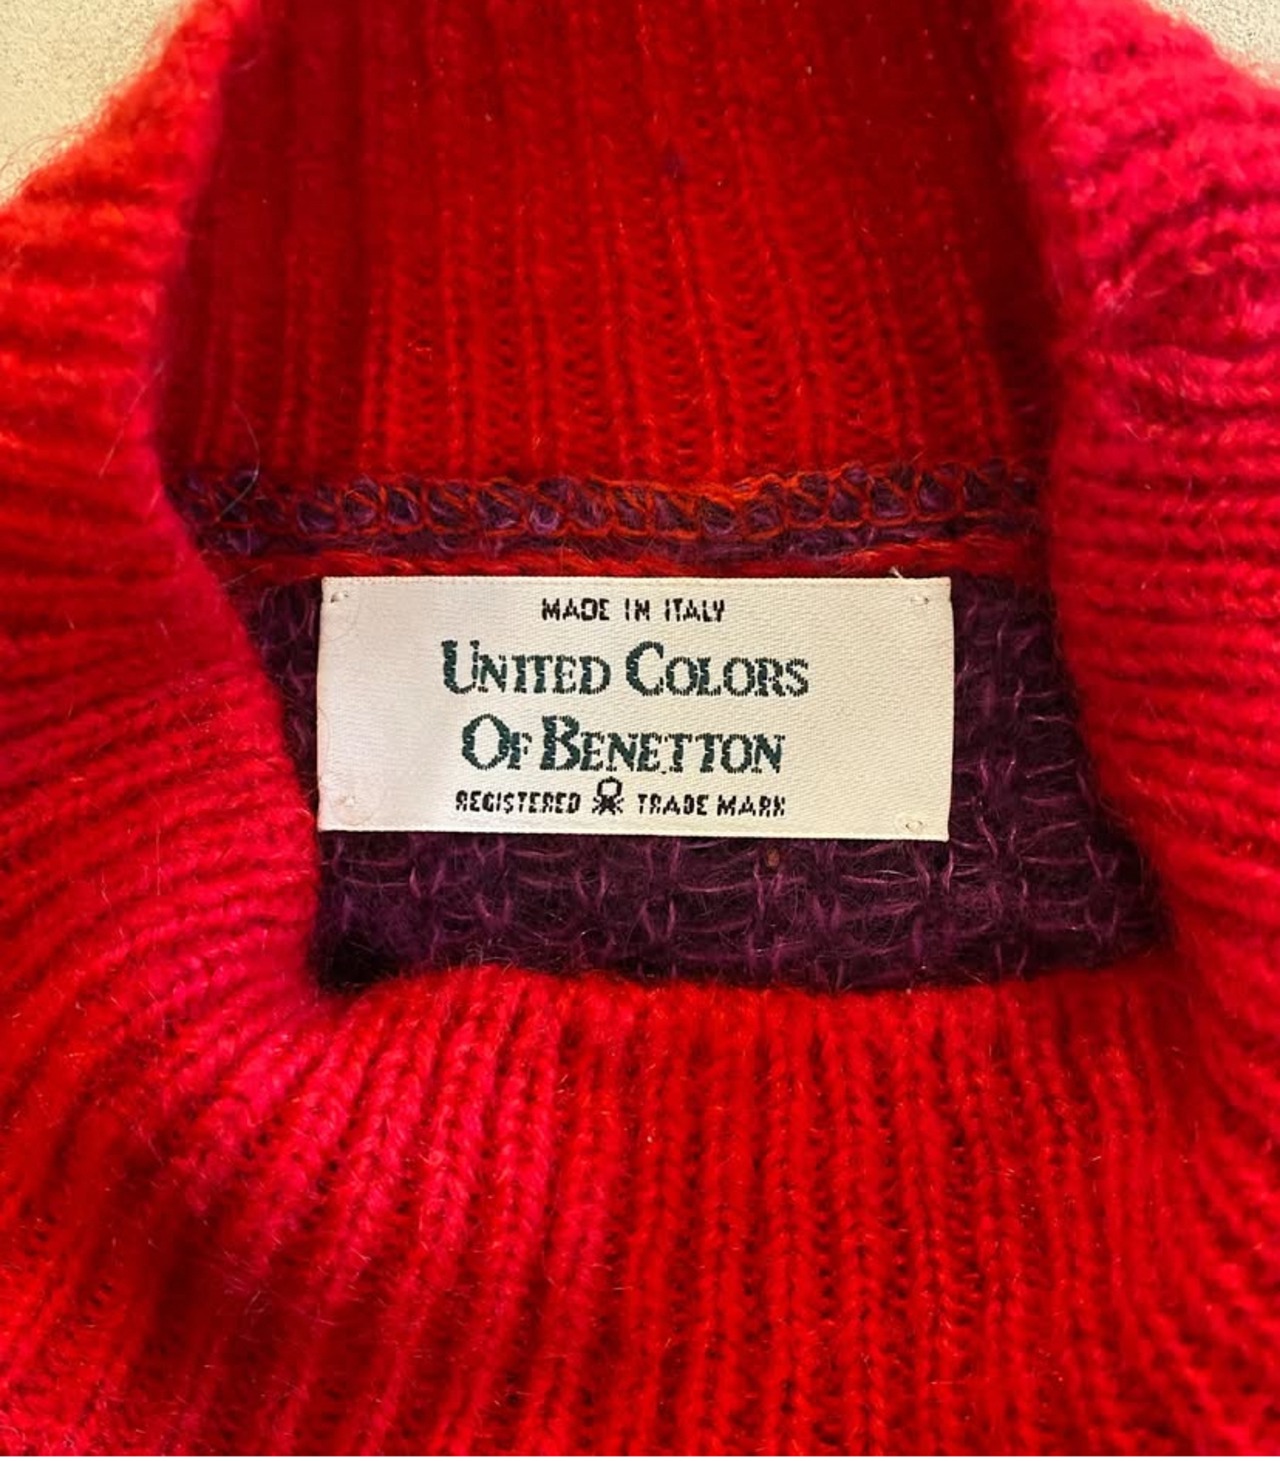 MADE IN ITALY
UNITED COLORS
OF BENETTON
REGISTERED TRADE MARK